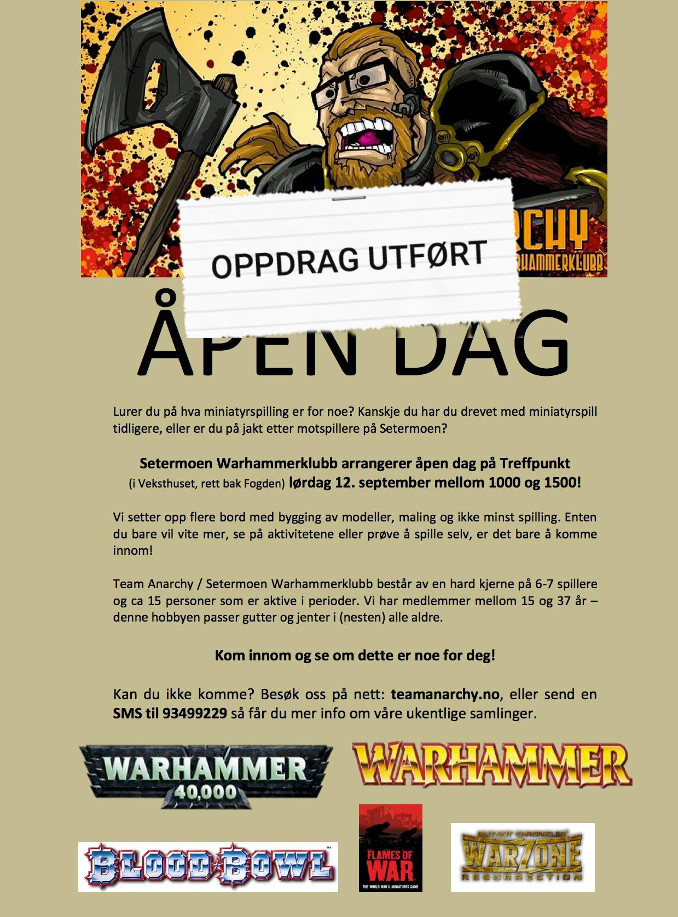 OPPDRAG UTFØRT
ÅPEN DAG
Lurer du på hva miniatyrspilling er for noe? Kanskje du har du drevet med miniatyrspill
tidligere, eller er du på jakt etter motspillere på Setermoen?
Setermoen Warhammerklubb arrangerer åpen dag på Treffpunkt
(i Veksthuset, rett bak Fogden) lørdag 12. september mellom 1000 og 1500!
Vi setter opp flere bord med bygging av modeller, maling og ikke minst spilling. Enten
du bare vil vite mer, se på aktivitetene eller prøve å spille selv, er det bare å komme
innom!
Team Anarchy / Setermoen Warhammerklubb består av en hard kjerne på 6-7 spillere
og ca 15 personer som er aktive i perioder. Vi har medlemmer mellom 15 og 37 år –
denne hobbyen passer gutter og jenter i (nesten) alle aldre.
Kom innom og se om dette er noe for deg!
Kan du ikke komme? Besøk oss på nett: teamanarchy.no, eller send en
SMS til 93499229 så får du mer info om våre ukentlige samlinger.
WARHAMMER
40,000
WARHAMMER
BLOOD BOWL
FLAMES
OF
WAR
THE WORLD WAR II MINIATURES GAME
MUTANT CHRONICLES
WARZONE
RESURRECTION